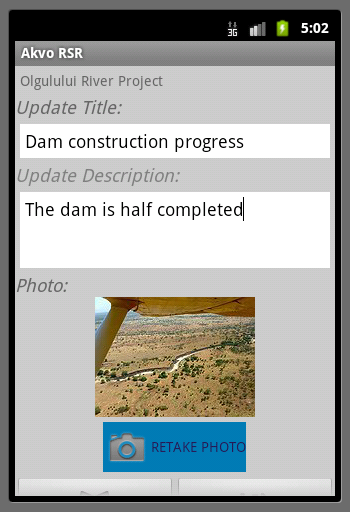 3G 5:02
Akvo RSR
Olgulului River Project
Update Title:
Dam construction progress
Update Description:
The dam is half completed
Photo:
RETAKE PHOTO